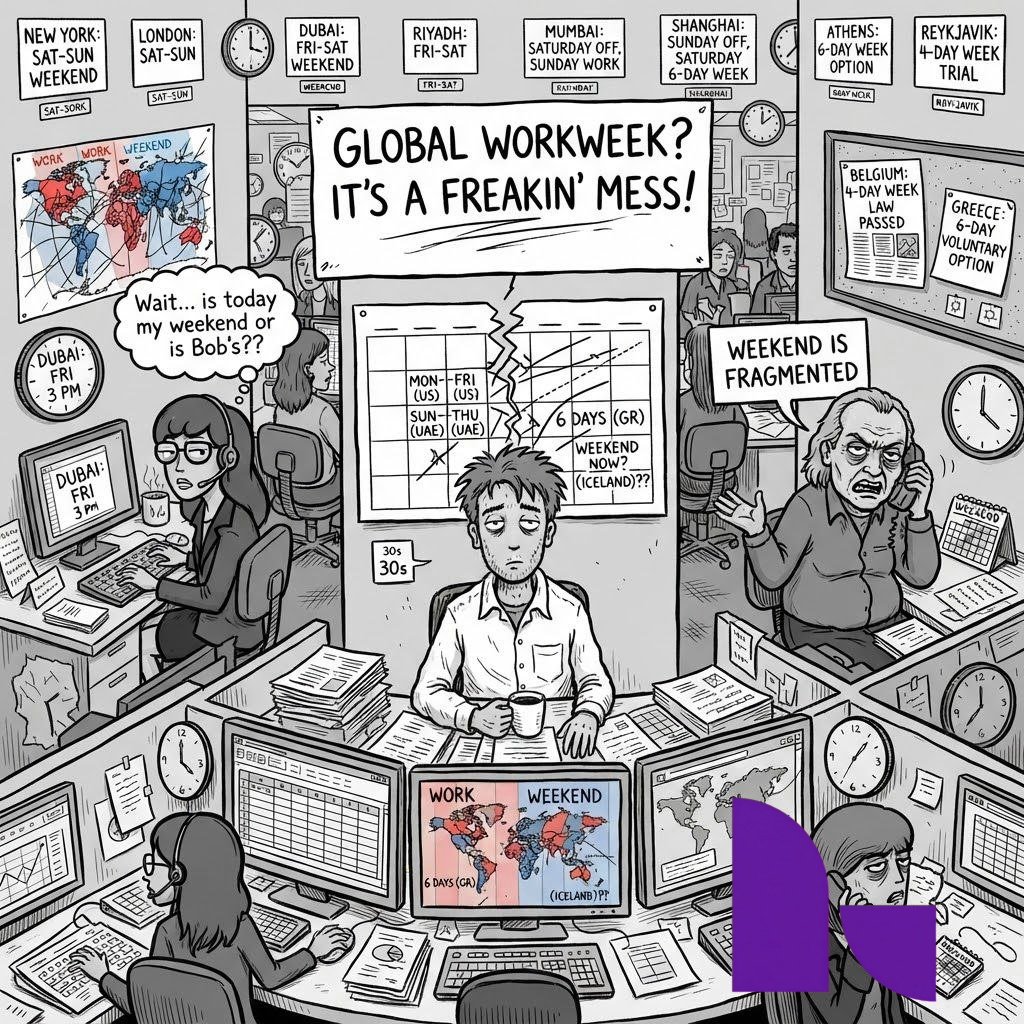 NEW YORK:
SAT-SUN
WEEKEND
LONDON:
SAT-SUN
DUBAI:
FRI-SAT
WEEKEND
RIYADH:
FRI-SAT
MUMBAI:
SATURDAY OFF,
SUNDAY WORK
SHANGHAI:
SUNDAY OFF,
SATURDAY
6-DAY WEEK
ATHENS:
6-DAY WEEK
OPTION
REYKJAVIK:
4-DAY WEEK
TRIAL
SAT-SUN
WORK
WORK
WEEKEND
GLOBAL WORKWEEK?
IT'S A FREAKIN' MESS!
BELGIUM:
4-DAY WEEK
LAW
PASSED
GREECE:
6-DAY
VOLUNTARY
OPTION
Wait... is today
my weekend or
is Bob's??
DUBAI:
FRI
3 PM
MON--FRI
(US) (US)
SUN--THU
(UAE) (UAE)
6 DAYS (GR)
WEEKEND
NOW?
(ICELAND)??
WEEKEND IS
FRAGMENTED
DUBAI:
FRI
3 PM
30s
30s
WORK
WEEKEND
6 DAYS (GR)